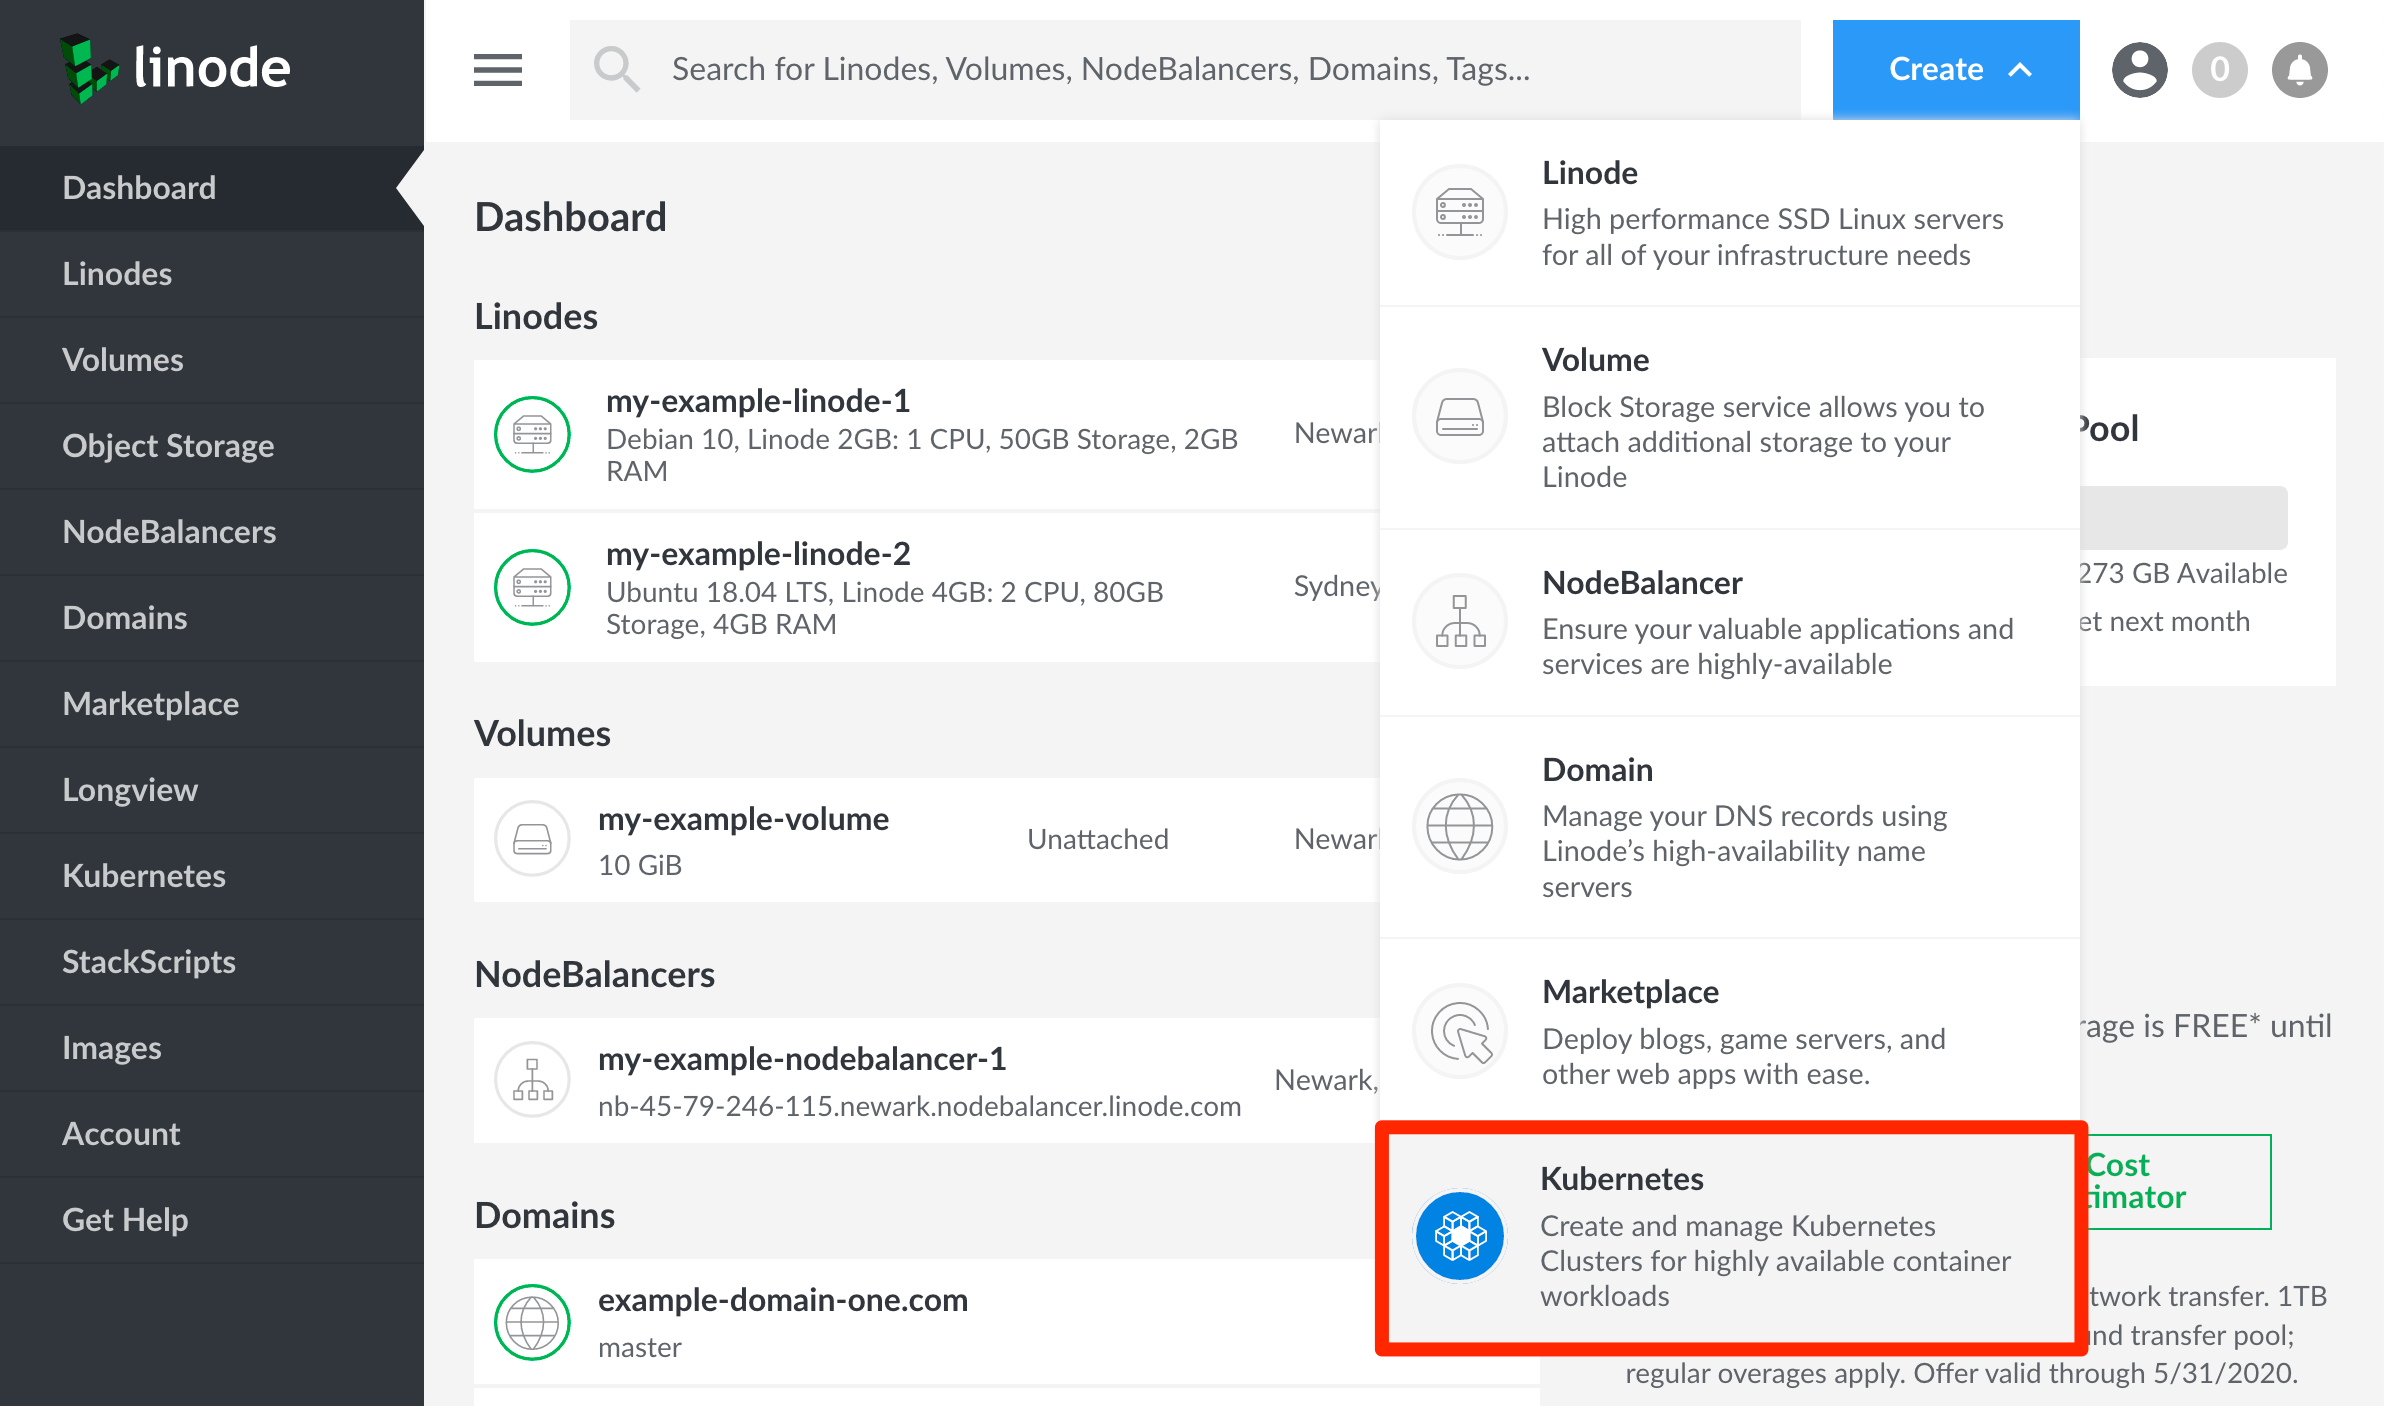 linode
Dashboard
Linodes
Volumes
Object Storage
NodeBalancers
Domains
Marketplace
Longview
Kubernetes
StackScripts
Images
Account
Get Help
Search for Linodes, Volumes, NodeBalancers, Domains, Tags...
Create
0
Dashboard
Linodes
my-example-linode-1
Debian 10, Linode 2GB: 1 CPU, 50GB Storage, 2GB
RAM
my-example-linode-2
Ubuntu 18.04 LTS, Linode 4GB: 2 CPU, 80GB
Storage, 4GB RAM
Sydney
Volumes
my-example-volume
10 GiB
Unattached
NodeBalancers
my-example-nodebalancer-1
nb-45-79-246-115.newark.nodebalancer.linode.com
Newark,
Domains
example-domain-one.com
master
Linode
High performance SSD Linux servers
for all of your infrastructure needs
Volume
Block Storage service allows you to
attach additional storage to your
Linode
NodeBalancer
Ensure your valuable applications and
services are highly-available
Domain
Manage your DNS records using
Linode’s high-availability name
servers
Marketplace
Deploy blogs, game servers, and
other web apps with ease.
Kubernetes
Create and manage Kubernetes
Clusters for highly available container
workloads
Pool
273 GB Available
next month
is FREE* until
Cost
transfer. 1TB
transfer pool;
regular overages apply. Offer valid through 5/31/2020.